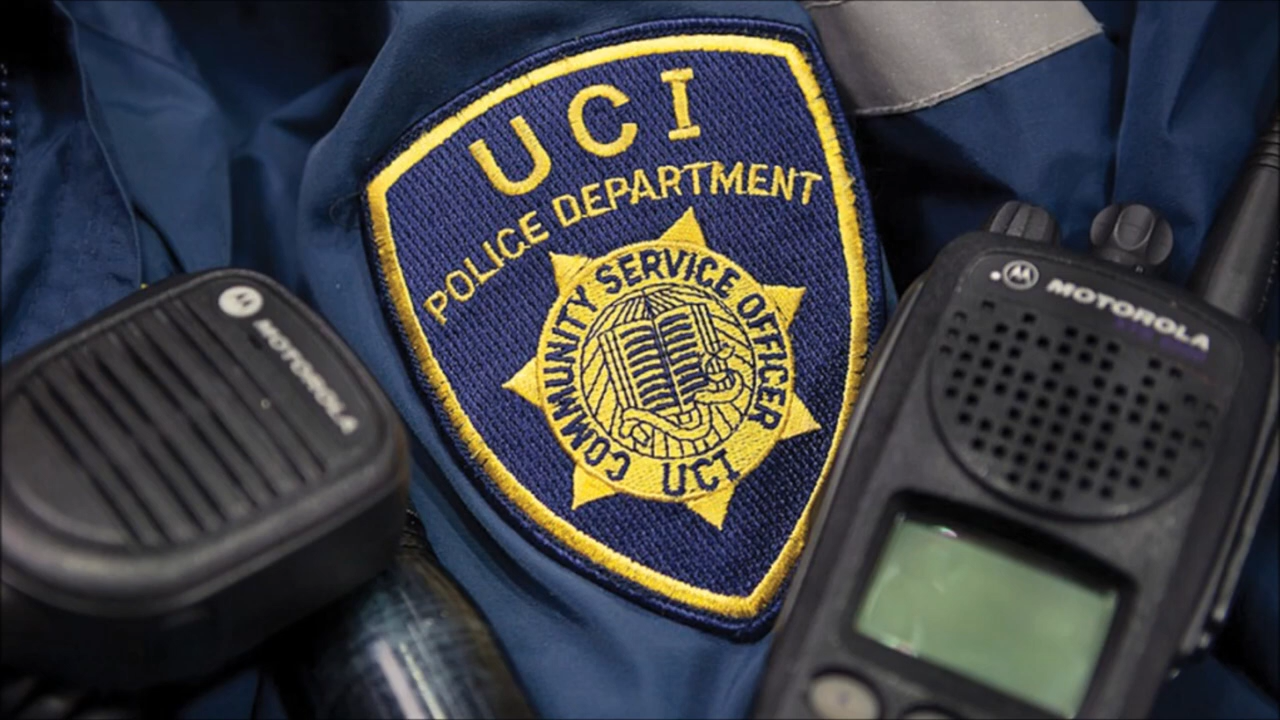 UCI
POLICE DEPARTMENT
COMMUNITY SERVICE OFFICER
UCI
MOTOROLA
MOTOROLA